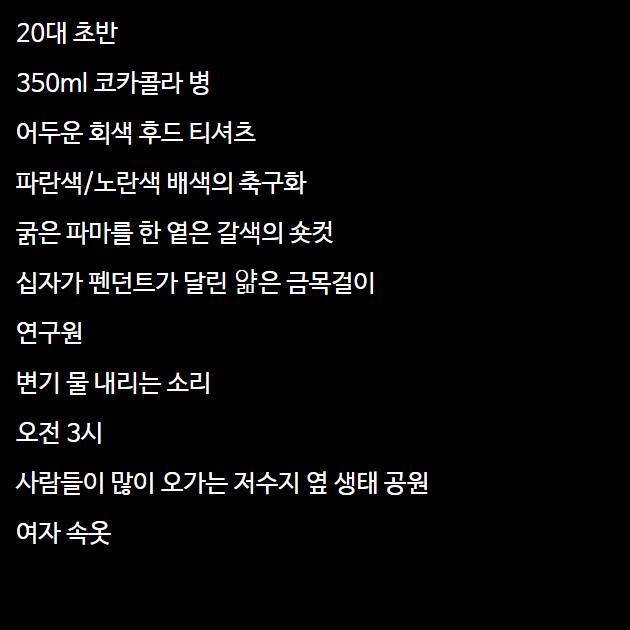 20대 초반
350ml 코카콜라 병
어두운 회색 후드 티셔츠
파란색/노란색 배색의 축구화
굵은 파마를 한 옅은 갈색의 숏컷
십자가 펜던트가 달린 얇은 금목걸이
연구원
변기 물 내리는 소리
오전 3시
사람들이 많이 오가는 저수지 옆 생태 공원
여자 속옷